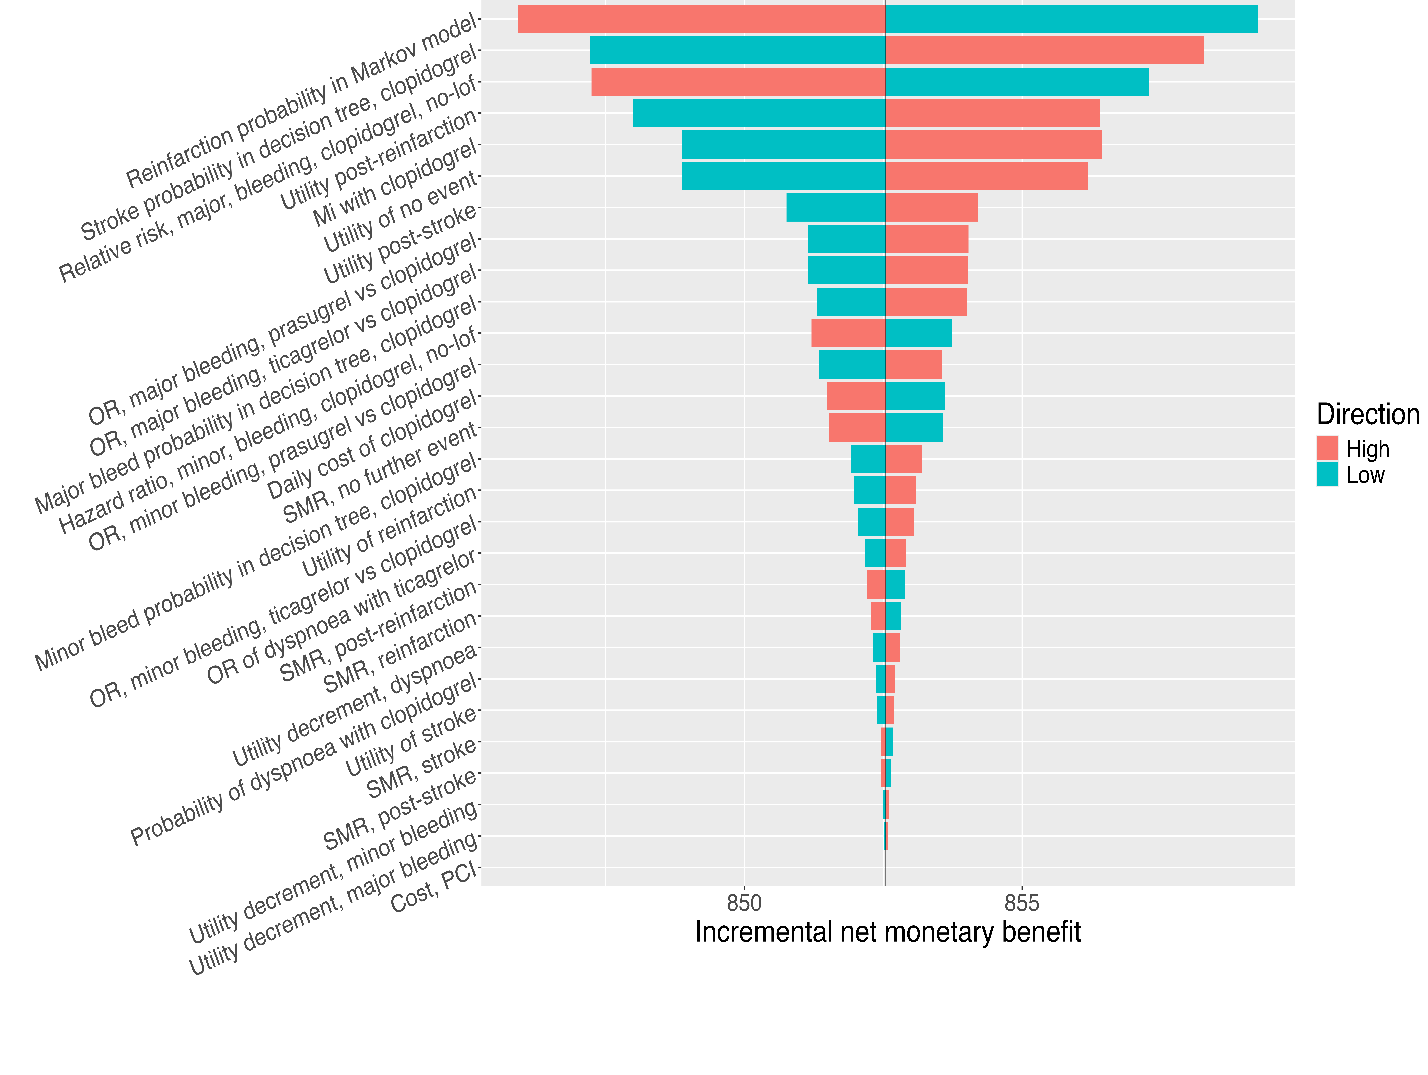 Reinfarction probability in Markov model
Stroke probability in decision tree, clopidogrel
Relative risk, major, bleeding, clopidogrel, no-lof
Utility post-reinfarction
Mi with clopidogrel
Utility of no event
Utility post-stroke
OR, major bleeding, prasugrel vs clopidogrel
OR, major bleeding, ticagrelor vs clopidogrel
Major bleed probability in decision tree, clopidogrel
Hazard ratio, minor, bleeding, clopidogrel, no-lof
OR, minor bleeding, prasugrel vs clopidogrel
Daily cost of clopidogrel
SMR, no further event
Minor bleed probability in decision tree, clopidogrel
Utility of reinfarction
OR, minor bleeding, ticagrelor vs clopidogrel
OR of dyspnoea with ticagrelor
SMR, post-reinfarction
SMR, reinfarction
Utility decrement, dyspnoea
Probability of dyspnoea with clopidogrel
Utility of stroke
SMR, stroke
SMR, post-stroke
Utility decrement, minor bleeding
Utility decrement, major bleeding
Cost, PCI
850
855
Incremental net monetary benefit
Direction
High
Low